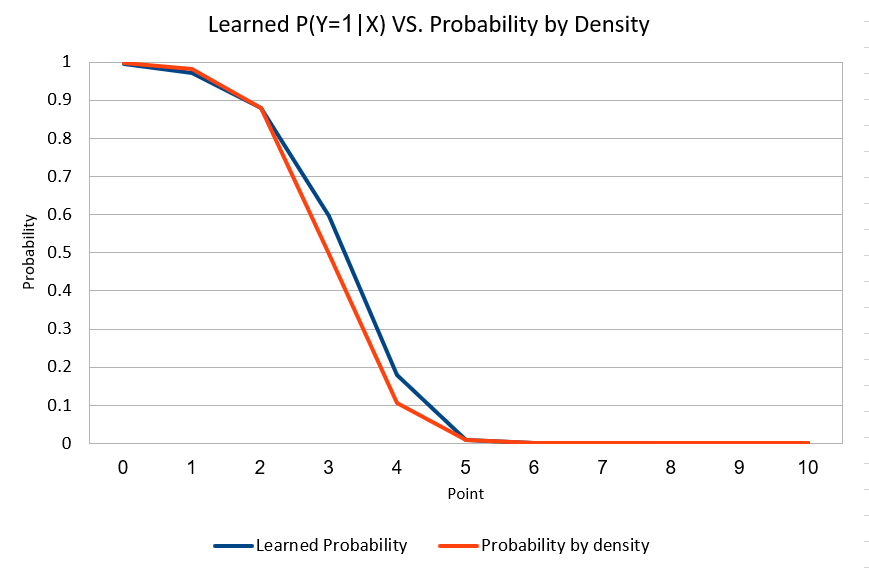 Learned P(Y=1|X) VS. Probability by Density
1
0.9
0.8
0.7
0.6
0.5
0.4
0.3
0.2
0.1
0
Probability
0 1 2 3 4 5 6 7 8 9 10
Point
Learned Probability Probability by density